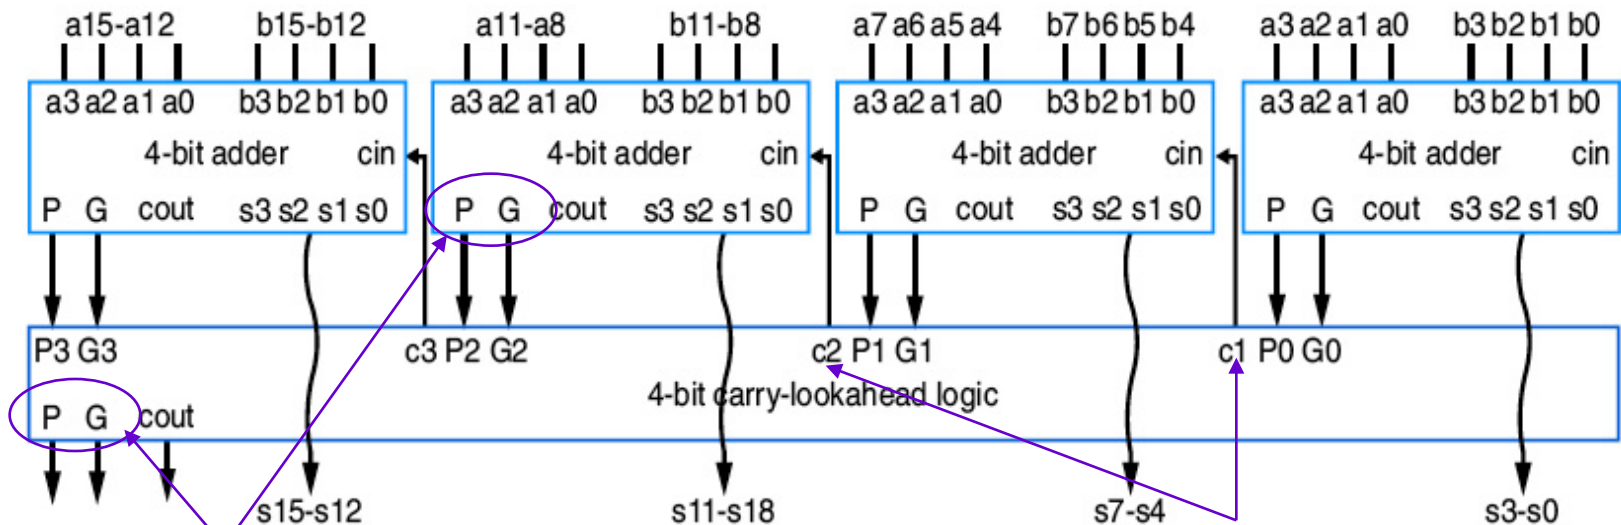 a15-a12 b15-b12 a11-a8 b11-b8 a7 a6 a5 a4 b7 b6 b5 b4 a3 a2 a1 a0 b3 b2 b1 b0
a3 a2 a1 a0 b3 b2 b1 b0 a3 a2 a1 a0 b3 b2 b1 b0 a3 a2 a1 a0 b3 b2 b1 b0 a3 a2 a1 a0 b3 b2 b1 b0
4-bit adder cin 4-bit adder cin 4-bit adder cin 4-bit adder cin
P G cout s3 s2 s1 s0 P G cout s3 s2 s1 s0 P G cout s3 s2 s1 s0 P G cout s3 s2 s1 s0
P3 G3 c3 P2 G2 c2 P1 G1 c1 P0 G0
4-bit carry-lookahead logic
P G cout
s15-s12 s11-s18 s7-s4 s3-s0